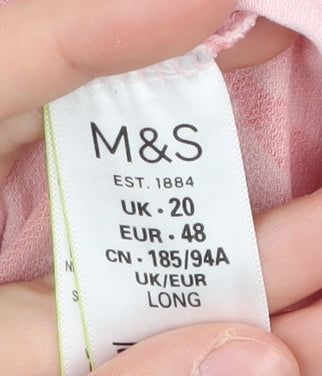 M&S
EST. 1884
UK • 20
EUR • 48
CN • 185/94A
UK/EUR
LONG